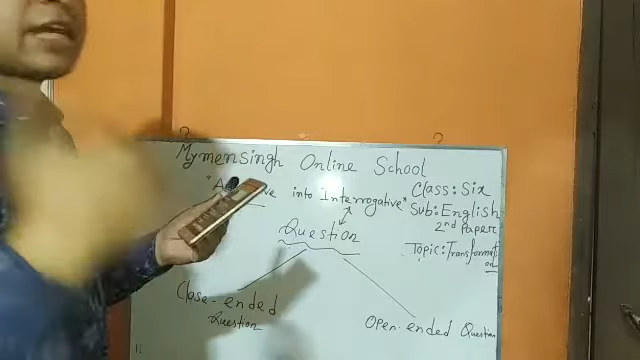 Mymensingh Online School
into Interrogative"
Class: Six
Sub: English
2nd Paper
Topic: Transformati
on
Question
Close-ended
Question
Open-ended Question